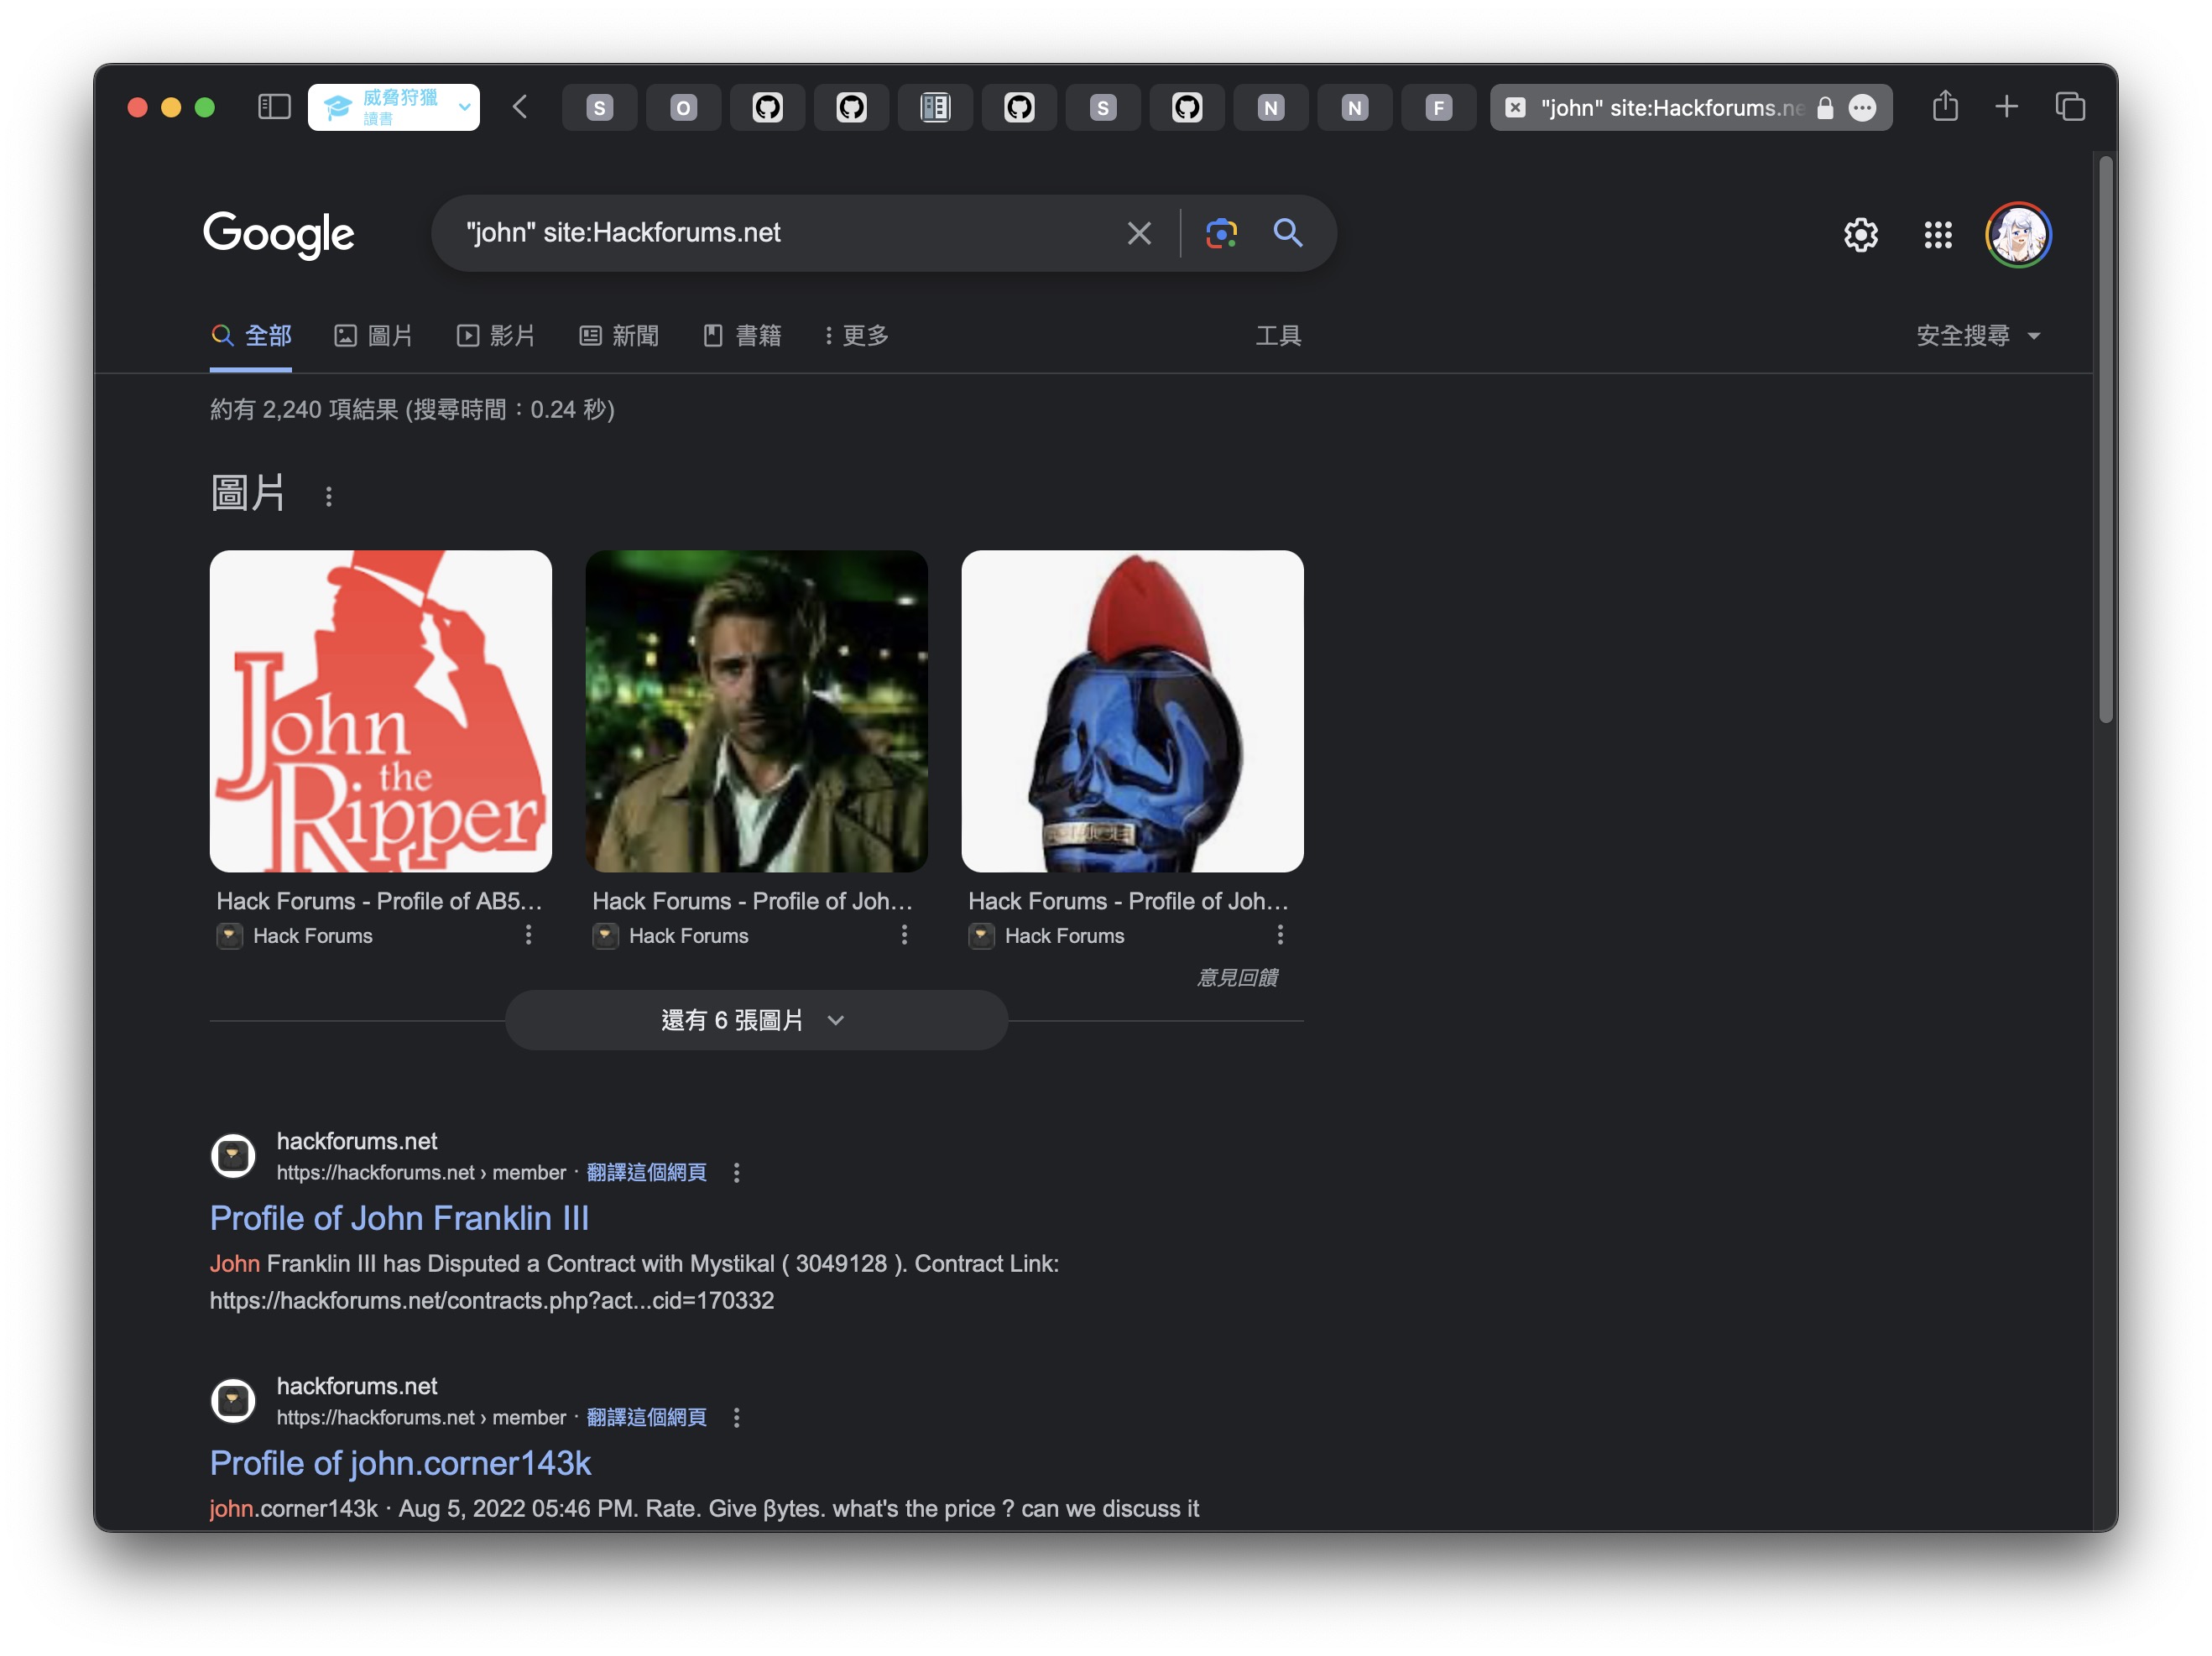 威脅狩獵
讀書
S
O
S
N
N
F
"john" site:Hackforums.ne
Google
"john" site:Hackforums.net
全部
圖片
影片
新聞
書籍
更多
工具
安全搜尋
約有 2,240 項結果 (搜尋時間：0.24 秒)
圖片
John
the
Ripper
Hack Forums - Profile of AB5...
Hack Forums
Hack Forums - Profile of Joh...
Hack Forums
Hack Forums - Profile of Joh...
Hack Forums
意見回饋
還有 6 張圖片
hackforums.net
https://hackforums.net › member · 翻譯這個網頁
Profile of John Franklin III
John Franklin III has Disputed a Contract with Mystikal ( 3049128 ). Contract Link:
https://hackforums.net/contracts.php?act...cid=170332
hackforums.net
https://hackforums.net › member · 翻譯這個網頁
Profile of john.corner143k
john.corner143k · Aug 5, 2022 05:46 PM. Rate. Give βytes. what's the price ? can we discuss it